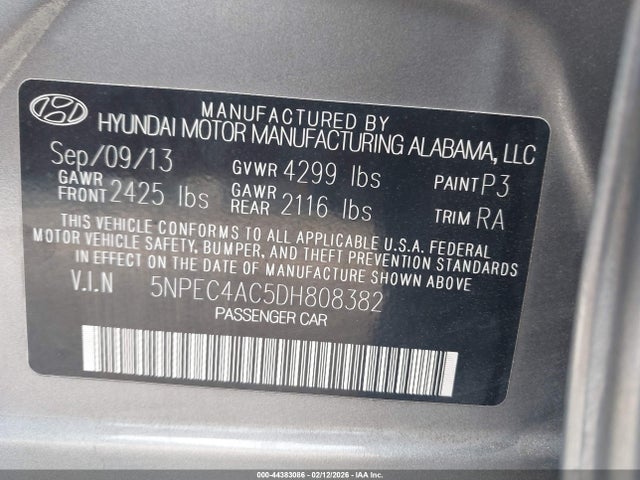 MANUFACTURED BY
HYUNDAI MOTOR MANUFACTURING ALABAMA, LLC
Sep/09/13 GVWR 4299 lbs PAINT P3
GAWR FRONT 2425 lbs GAWR REAR 2116 lbs TRIM RA
THIS VEHICLE CONFORMS TO ALL APPLICABLE U.S.A. FEDERAL
MOTOR VEHICLE SAFETY, BUMPER, AND THEFT PREVENTION STANDARDS
IN EFFECT ON THE DATE OF MANUFACTURE SHOWN ABOVE.
V.I.N 5NPEC4AC5DH808382
PASSENGER CAR
000-44383086 - 02/12/2026 - IAA Inc.